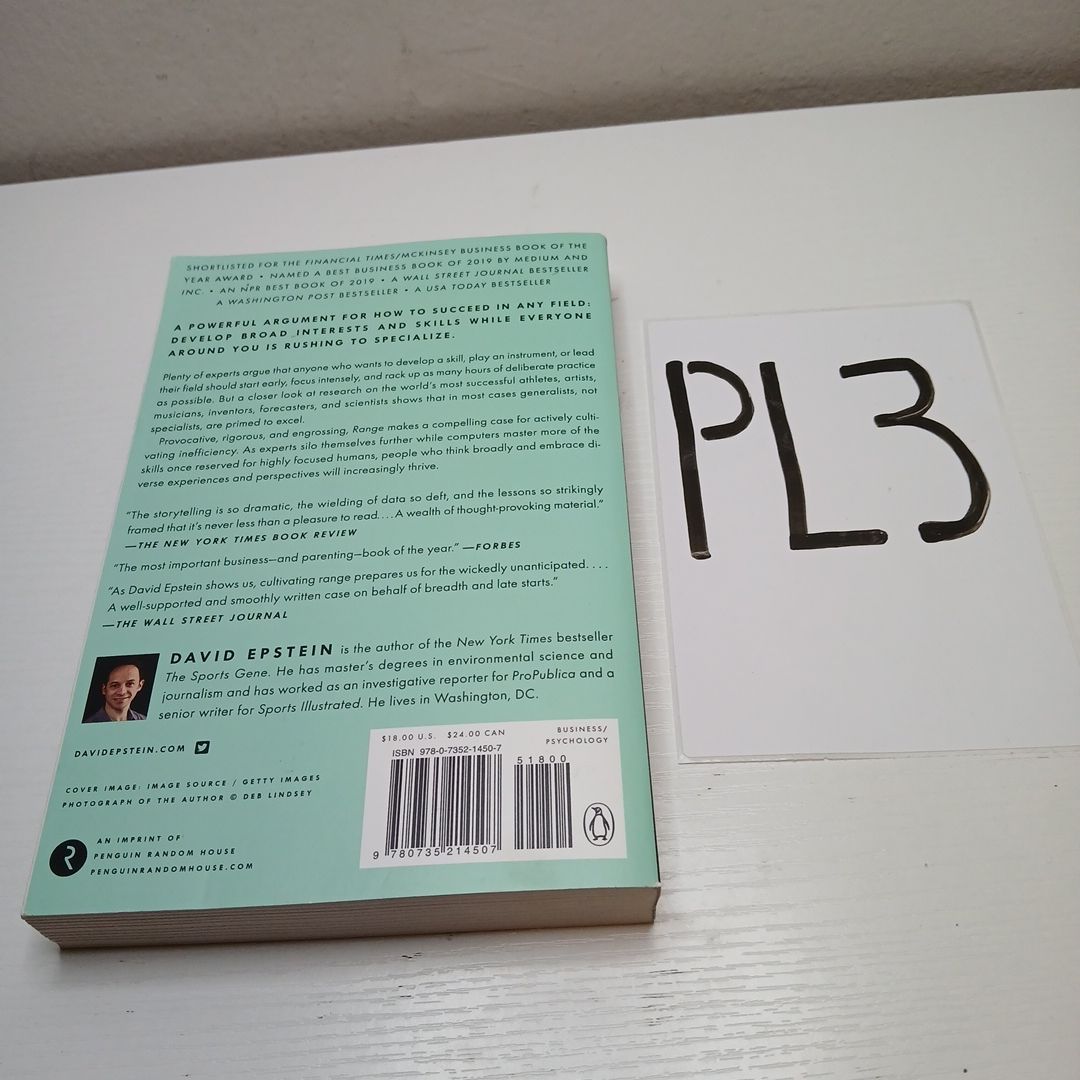 SHORTLISTED FOR THE FINANCIAL TIMES/MCKINSEY BUSINESS BOOK OF THE
YEAR AWARD • NAMED A BEST BUSINESS BOOK OF 2019 BY MEDIUM AND
INC. • AN NPR BEST BOOK OF 2019 • A WALL STREET JOURNAL BESTSELLER
A WASHINGTON POST BESTSELLER • A USA TODAY BESTSELLER
A POWERFUL ARGUMENT FOR HOW TO SUCCEED IN ANY FIELD:
DEVELOP BROAD INTERESTS AND SKILLS WHILE EVERYONE
AROUND YOU IS RUSHING TO SPECIALIZE.
Plenty of experts argue that anyone who wants to develop a skill, play an instrument, or lead
their field should start early, focus intensely, and rack up as many hours of deliberate practice
as possible. But a closer look at research on the world's most successful athletes, artists,
musicians, inventors, forecasters, and scientists shows that in most cases generalists, not
specialists, are primed to excel.
Provocative, rigorous, and engrossing, Range makes a compelling case for actively culti-
vating inefficiency. As experts silo themselves further while computers master more of the
skills once reserved for highly focused humans, people who think broadly and embrace di-
verse experiences and perspectives will increasingly thrive.
"The storytelling is so dramatic, the wielding of data so deft, and the lessons so strikingly
framed that it's never less than a pleasure to read. . . . A wealth of thought-provoking material."
—THE NEW YORK TIMES BOOK REVIEW
"The most important business—and parenting—book of the year." —FORBES
"As David Epstein shows us, cultivating range prepares us for the wickedly unanticipated. . . .
A well-supported and smoothly written case on behalf of breadth and late starts."
—THE WALL STREET JOURNAL
DAVID EPSTEIN is the author of the New York Times bestseller
The Sports Gene. He has master's degrees in environmental science and
journalism and has worked as an investigative reporter for ProPublica and a
senior writer for Sports Illustrated. He lives in Washington, DC.
DAVIDEPSTEIN.COM
COVER IMAGE: IMAGE SOURCE / GETTY IMAGES
PHOTOGRAPH OF THE AUTHOR © DEB LINDSEY
R
AN IMPRINT OF
PENGUIN RANDOM HOUSE
PENGUINRANDOMHOUSE.COM
$18.00 U.S. $24.00 CAN
BUSINESS/
PSYCHOLOGY
ISBN 978-0-7352-1450-7
51800
9 780735 214507
PL3